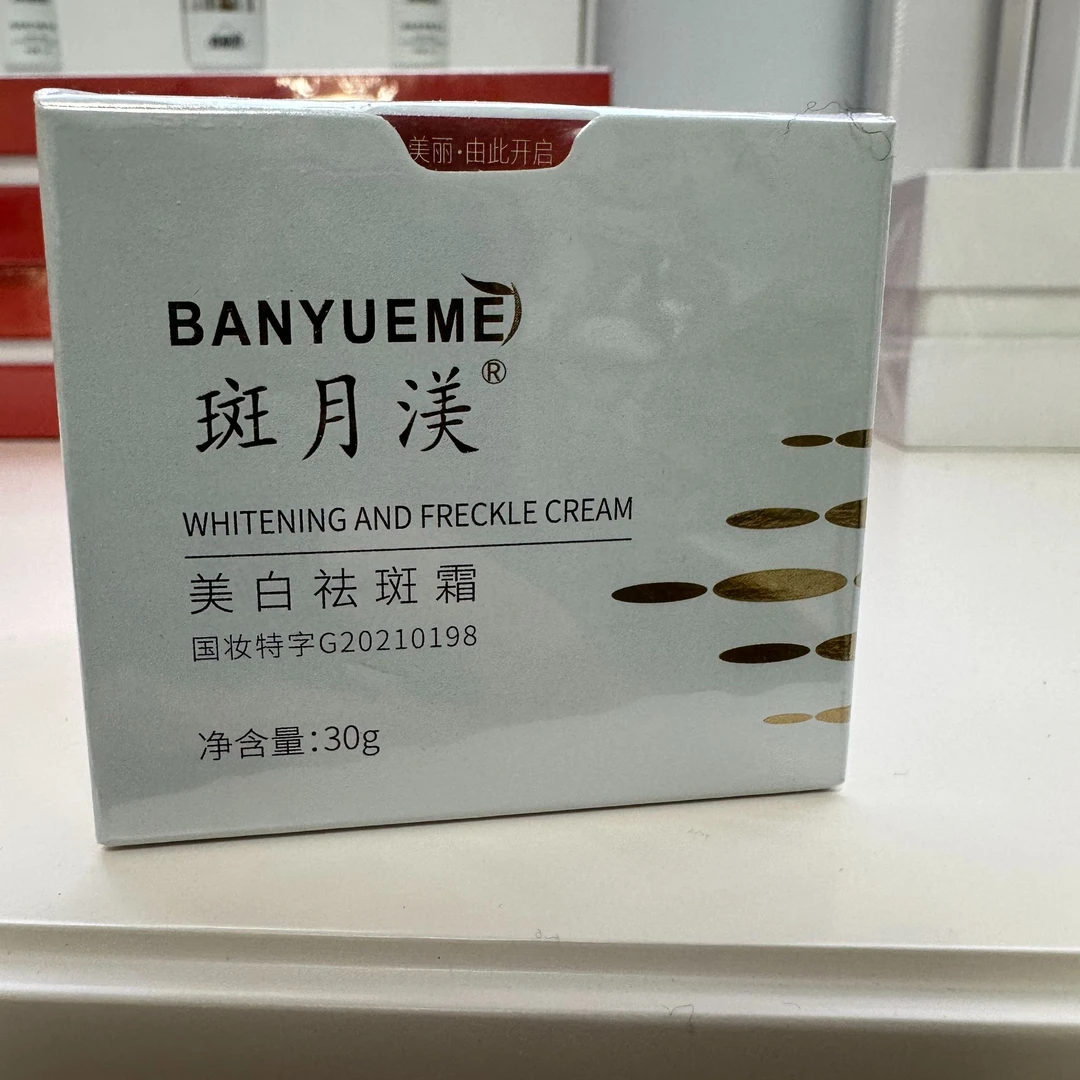 美丽·由此开启
BANYUEME
斑月渼®
WHITENING AND FRECKLE CREAM
美白祛斑霜
国妆特字G20210198
净含量:30g